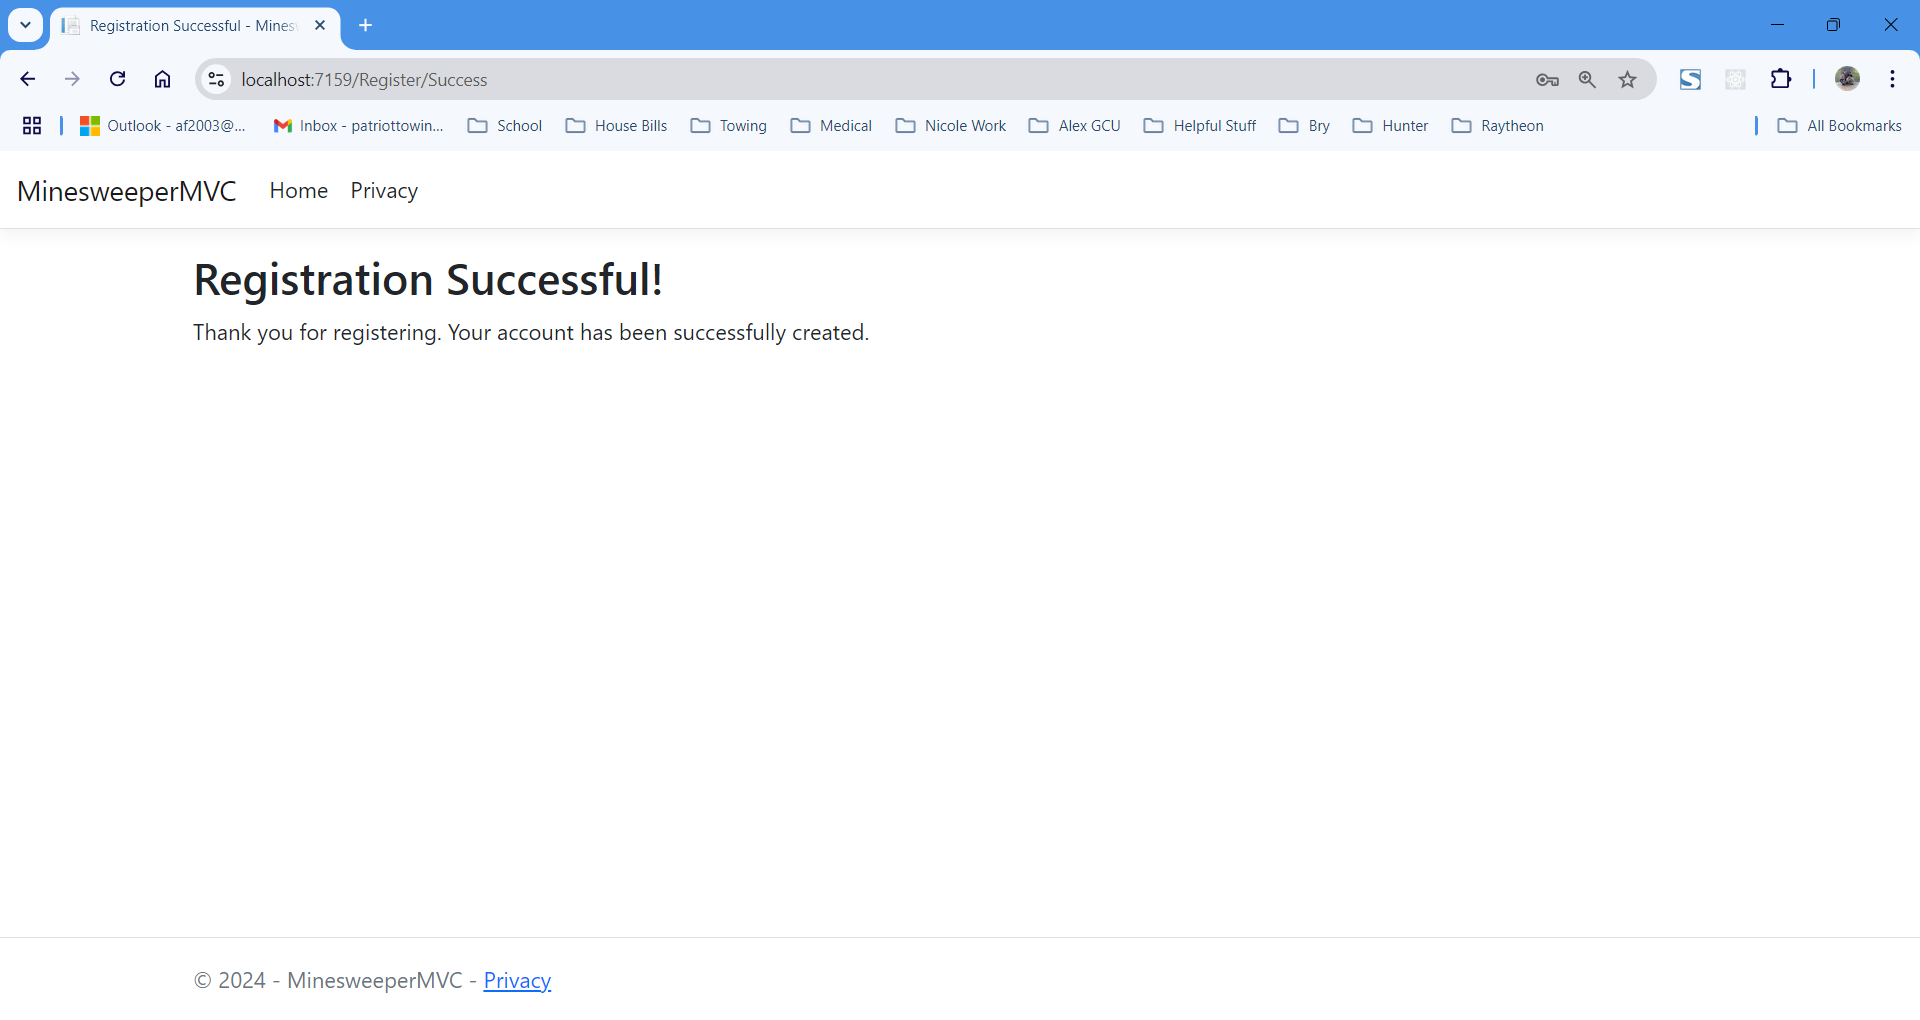 Registration Successful - Mines
localhost:7159/Register/Success
Outlook - af2003@... Inbox - patriottowin... School House Bills Towing Medical Nicole Work Alex GCU Helpful Stuff Bry Hunter Raytheon All Bookmarks
MinesweeperMVC Home Privacy
Registration Successful!
Thank you for registering. Your account has been successfully created.
© 2024 - MinesweeperMVC - Privacy